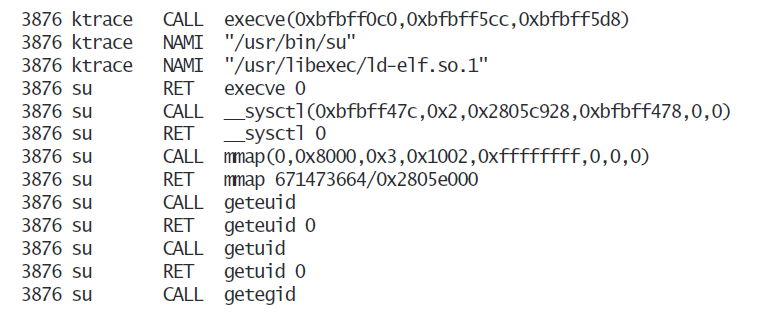 3876 ktrace CALL execve(0xbfbff0c0,0xbfbff5cc,0xbfbff5d8)
3876 ktrace NAMI "/usr/bin/su"
3876 ktrace NAMI "/usr/libexec/ld-elf.so.1"
3876 su RET execve 0
3876 su CALL __sysctl(0xbfbff47c,0x2,0x2805c928,0xbfbff478,0,0)
3876 su RET __sysctl 0
3876 su CALL mmap(0,0x8000,0x3,0x1002,0xffffffff,0,0,0)
3876 su RET mmap 671473664/0x2805e000
3876 su CALL geteuid
3876 su RET geteuid 0
3876 su CALL getuid
3876 su RET getuid 0
3876 su CALL getegid